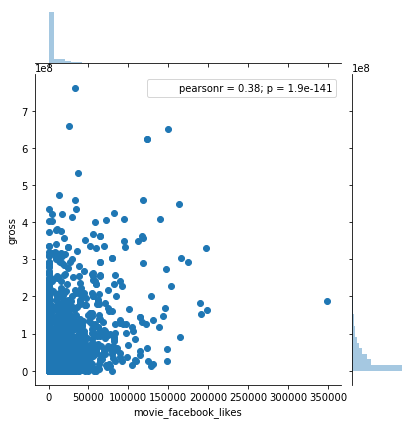 1e8
1e8
pearsonr = 0.38; p = 1.9e-141
7
6
5
4
3
2
1
0
gross
0 50000 100000 150000 200000 250000 300000 350000
movie_facebook_likes